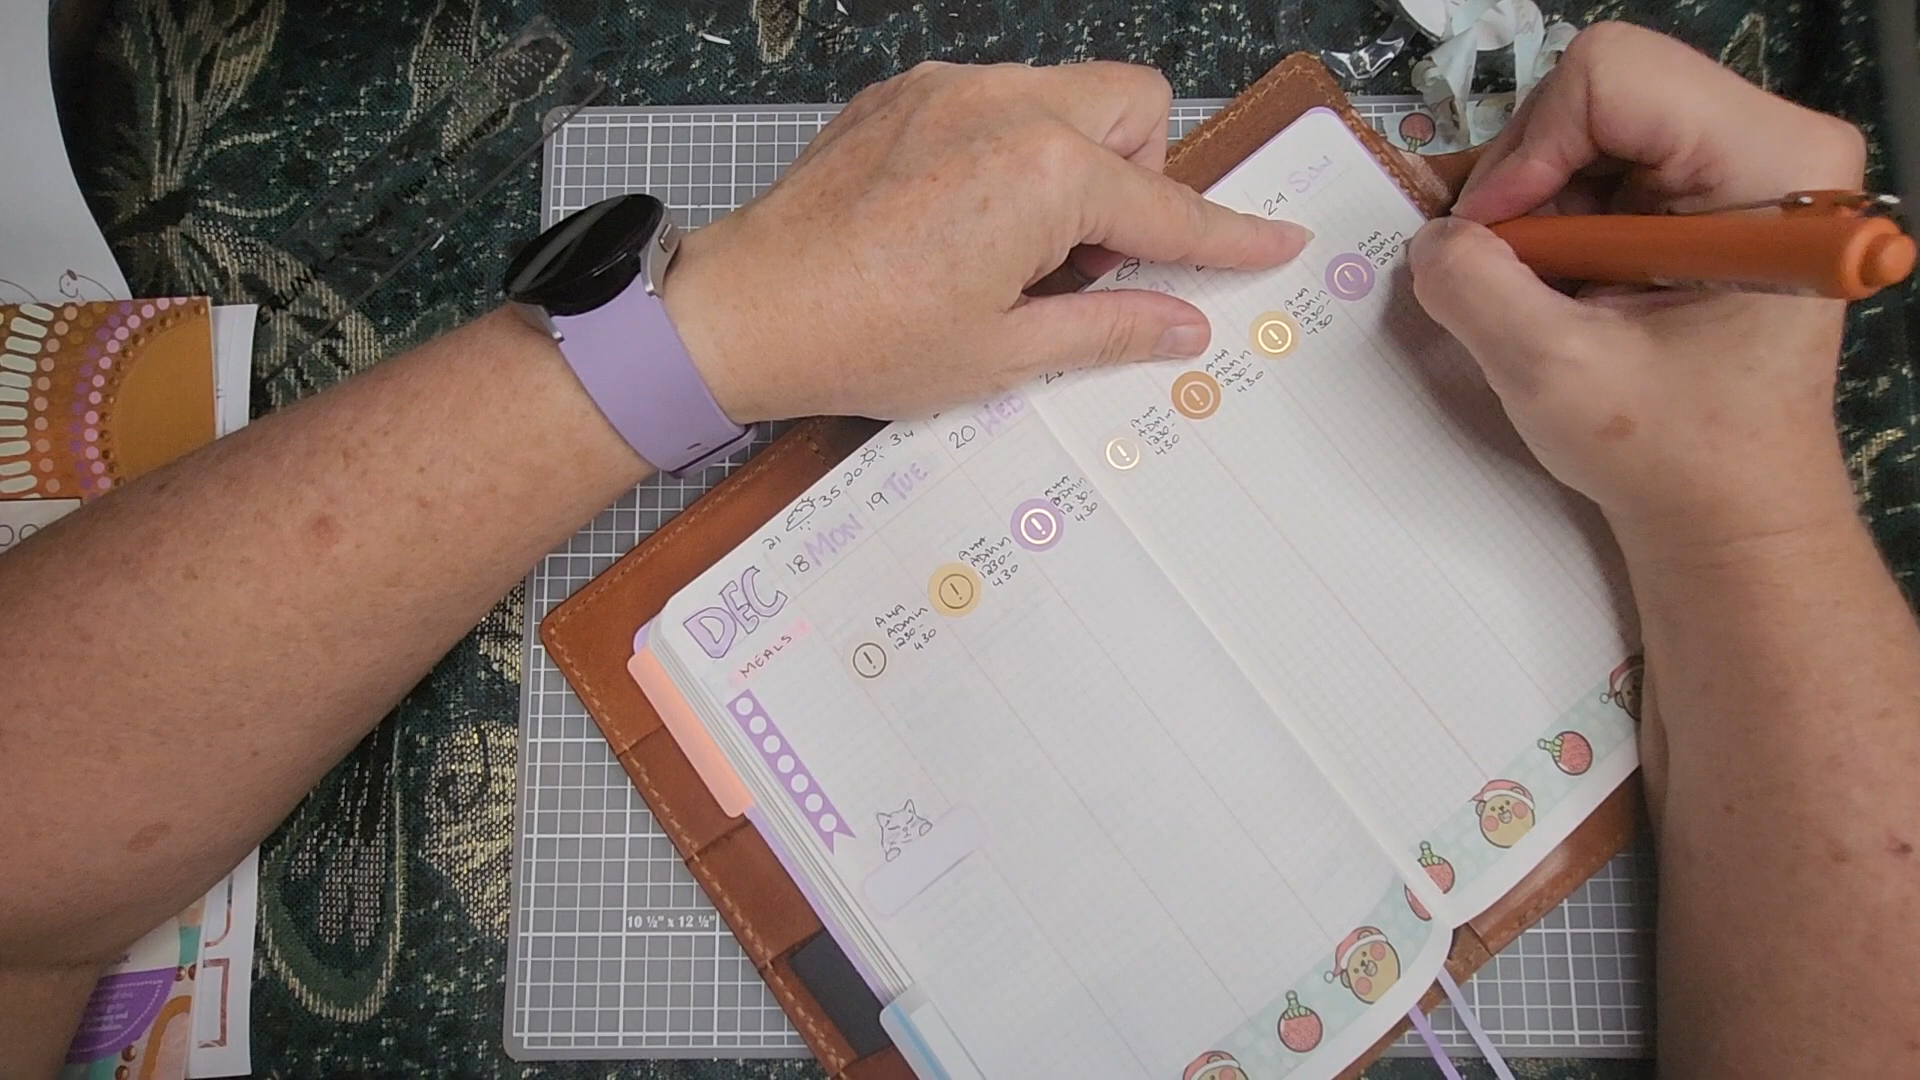 DEC
MEALS
21
35
20
34
18 MON
19 TUE
20 WED
24 Sun
AHA
ADMIN
1230-
430
AHA
ADMIN
1230-
430
AHA
ADMIN
12:30-
430
AHA
ADMIN
1230-
430
AHA
ADMIN
1230-
430
AHA
ADMIN
1230-
430
AHA
ADMIN
1230-
10 ½" x 12 ½"